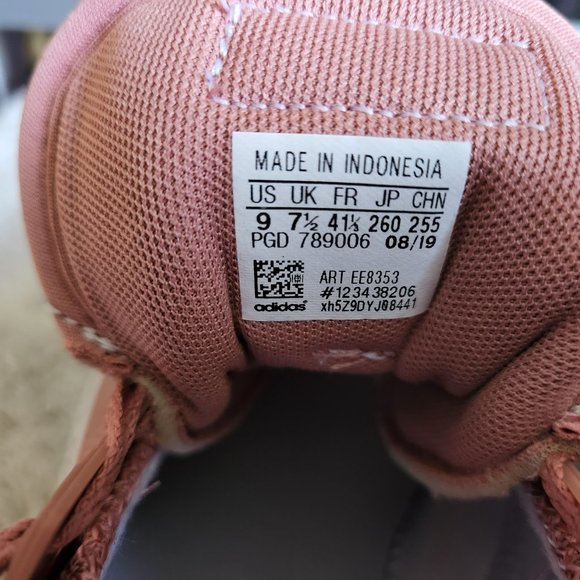 MADE IN INDONESIA
US UK FR JP CHN
9 7½ 41⅓ 260 255
PGD 789006 08/19
ART EE8353
#123438206
adidas xh5Z9DYJ08441